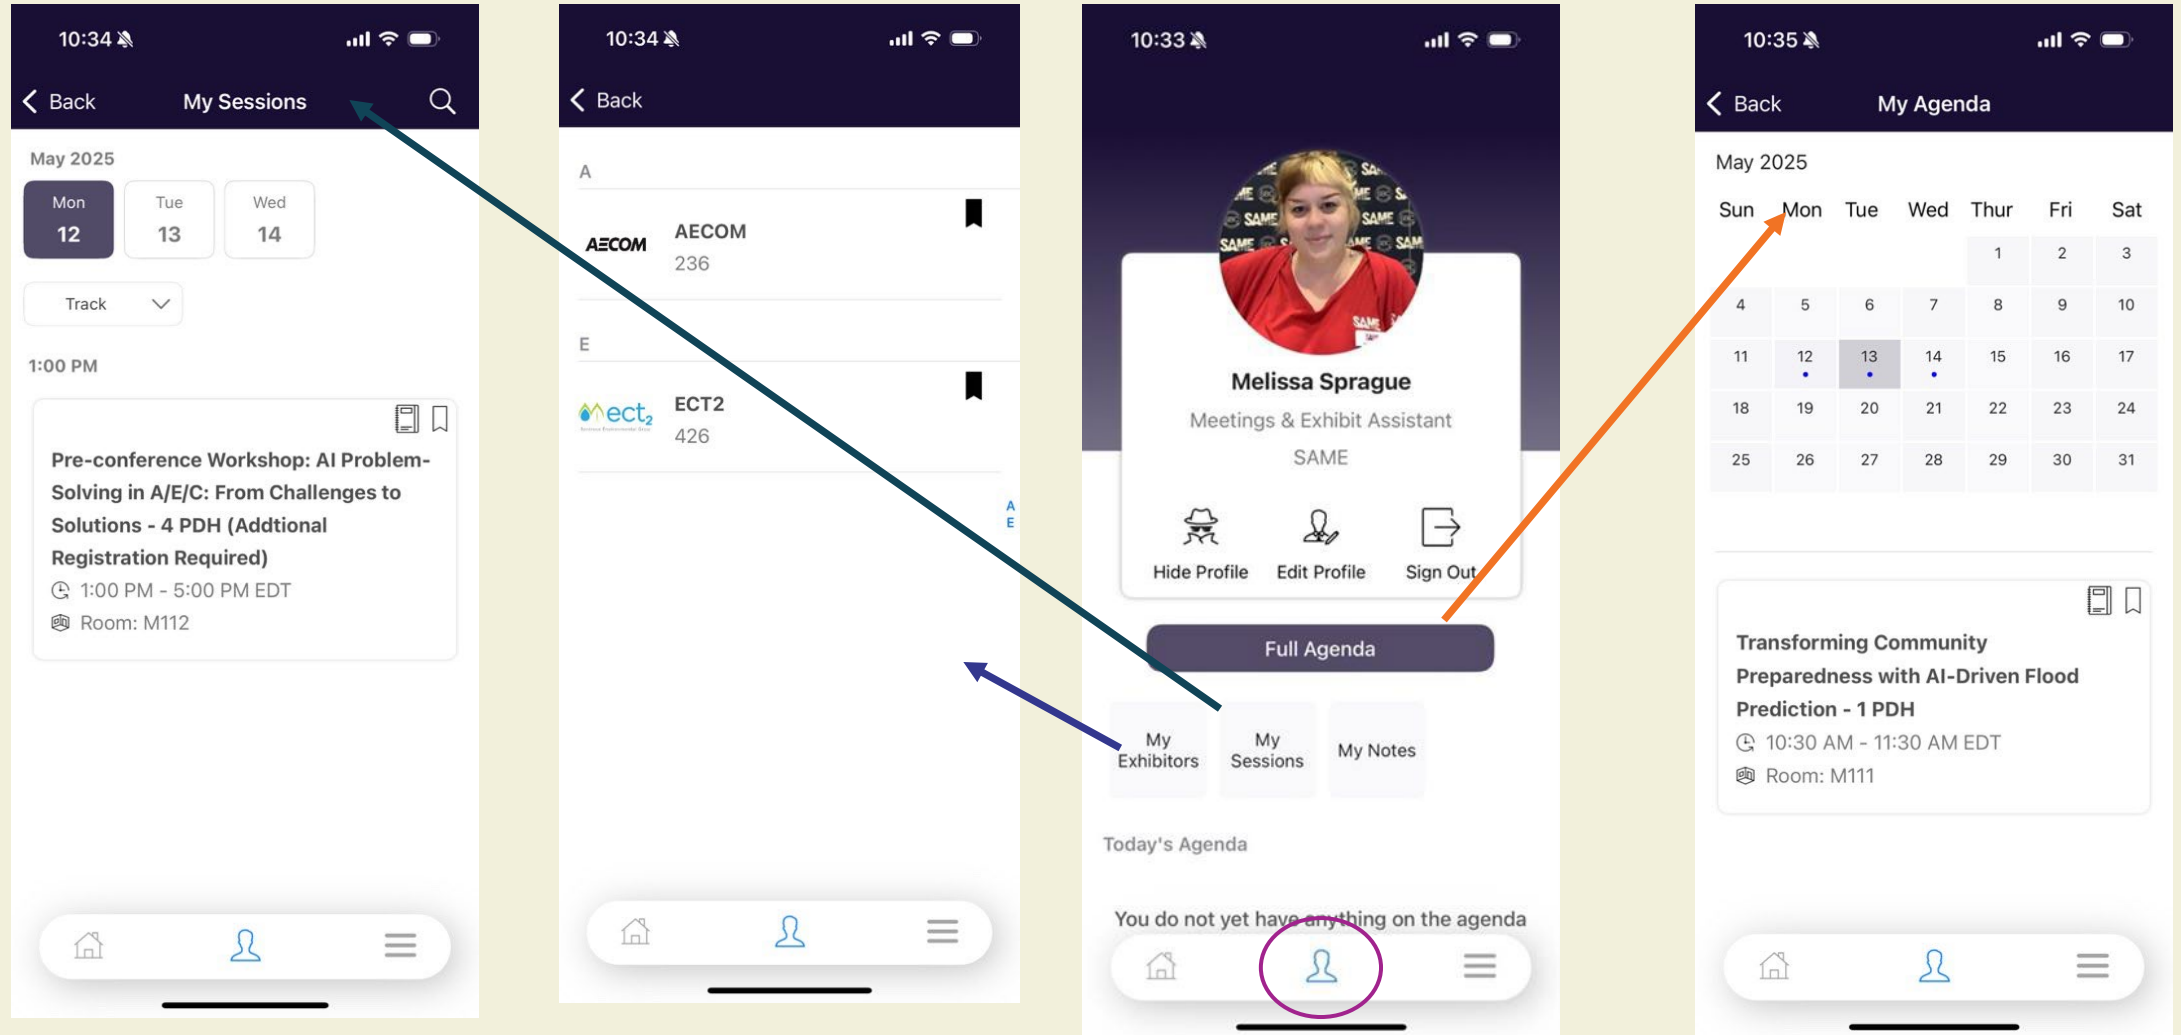 10:34
Back
My Sessions
May 2025
Mon
12
Tue
13
Wed
14
Track
1:00 PM
Pre-conference Workshop: AI Problem-
Solving in A/E/C: From Challenges to
Solutions - 4 PDH (Addtional
Registration Required)
1:00 PM - 5:00 PM EDT
Room: M112
10:34
Back
A
AECOM
AECOM
236
E
ect2
ECT2
426
A
E
10:33
SAME
SAME
SAME
SAME
SAME
Melissa Sprague
Meetings & Exhibit Assistant
SAME
Hide Profile
Edit Profile
Sign Out
Full Agenda
My
Exhibitors
My
Sessions
My Notes
Today's Agenda
You do not yet have anything on the agenda
10:35
Back
My Agenda
May 2025
Sun Mon Tue Wed Thur Fri Sat
1 2 3
4 5 6 7 8 9 10
11 12 13 14 15 16 17
18 19 20 21 22 23 24
25 26 27 28 29 30 31
Transforming Community
Preparedness with AI-Driven Flood
Prediction - 1 PDH
10:30 AM - 11:30 AM EDT
Room: M111